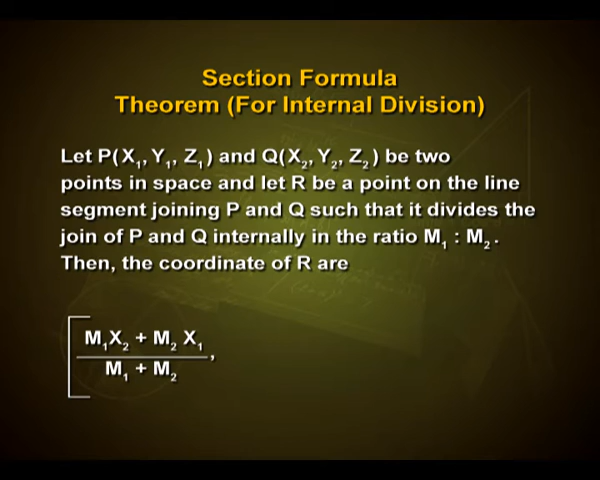 Section Formula
Theorem (For Internal Division)
Let P(X₁, Y₁, Z₁) and Q(X₂, Y₂, Z₂) be two
points in space and let R be a point on the line
segment joining P and Q such that it divides the
join of P and Q internally in the ratio M₁ : M₂.
Then, the coordinate of R are
M₁X₂ + M₂ X₁
M₁ + M₂ ,